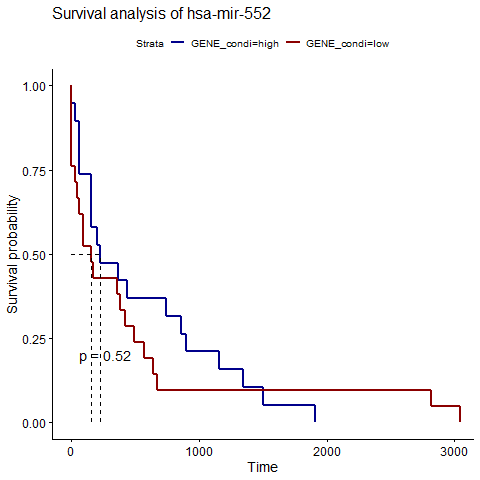 Survival analysis of hsa-mir-552
Strata GENE_condi=high GENE_condi=low
Survival probability
1.00
0.75
0.50
0.25
0.00
p = 0.52
0 1000 2000 3000
Time